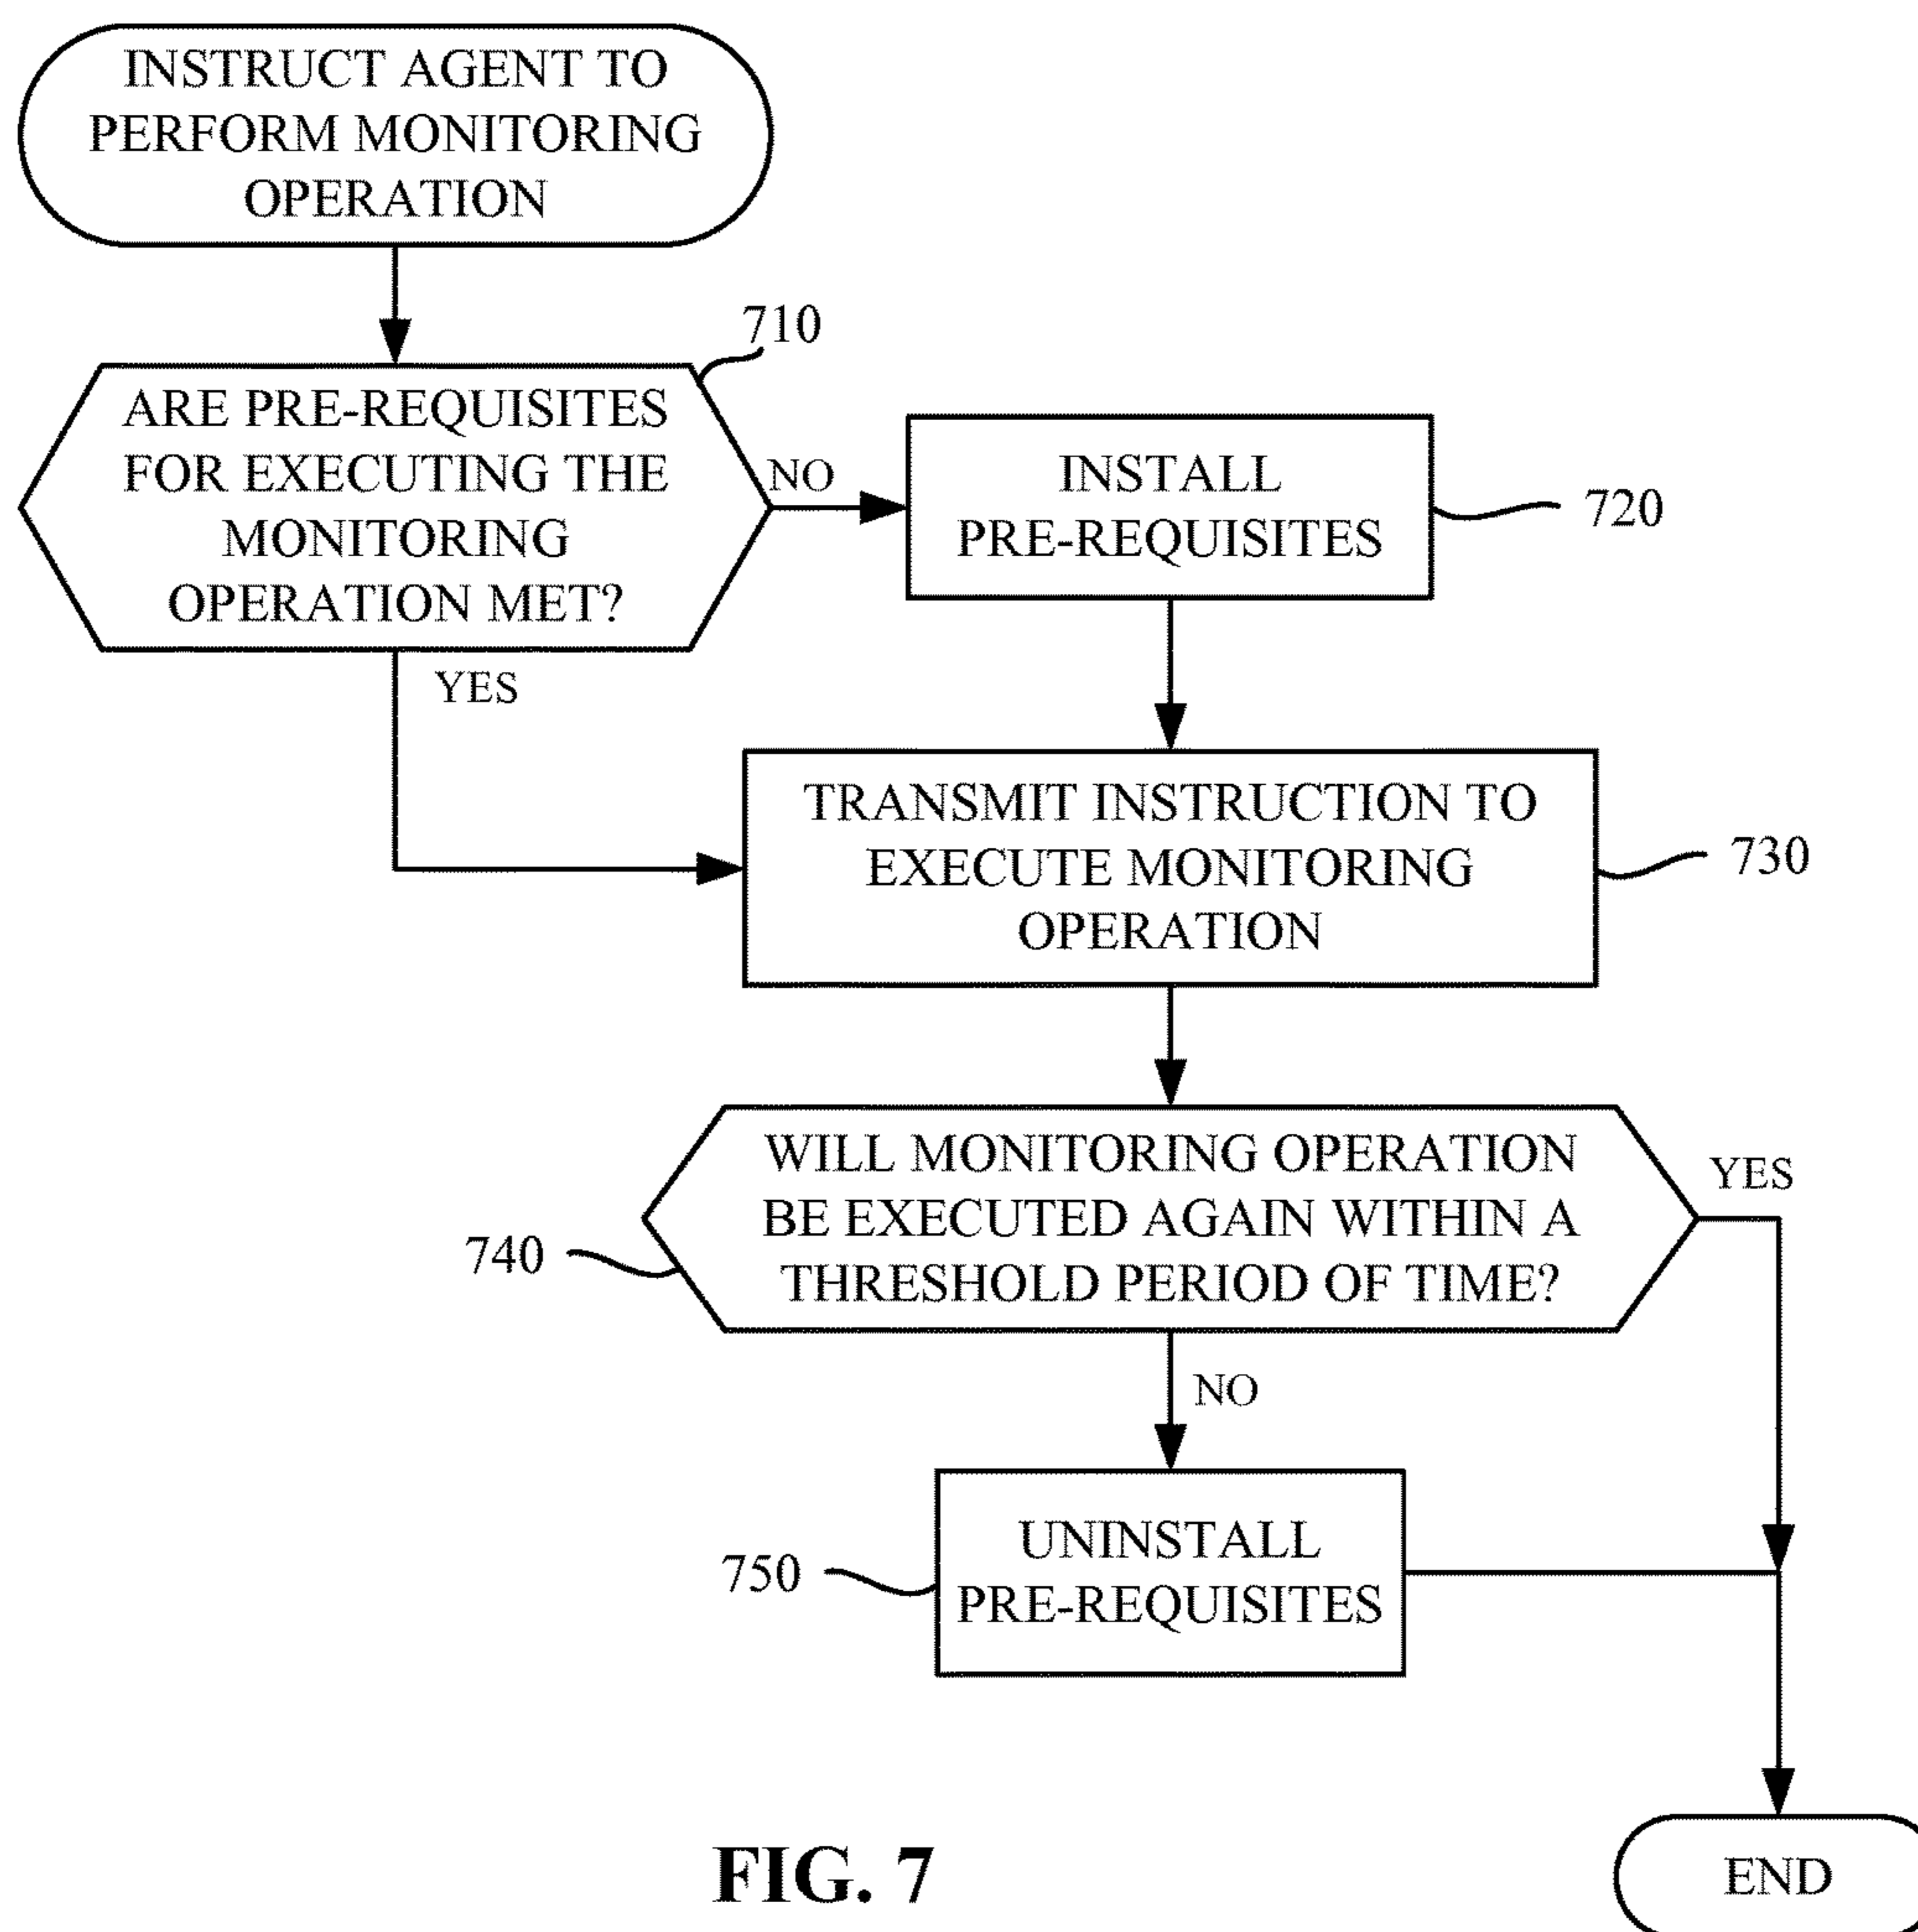 INSTRUCT AGENT TO
PERFORM MONITORING
OPERATION
710
ARE PRE-REQUISITES
FOR EXECUTING THE
MONITORING
OPERATION MET?
NO
INSTALL
PRE-REQUISITES
720
YES
TRANSMIT INSTRUCTION TO
EXECUTE MONITORING
OPERATION
730
WILL MONITORING OPERATION
BE EXECUTED AGAIN WITHIN A
THRESHOLD PERIOD OF TIME?
YES
740
NO
UNINSTALL
PRE-REQUISITES
750
FIG. 7
END